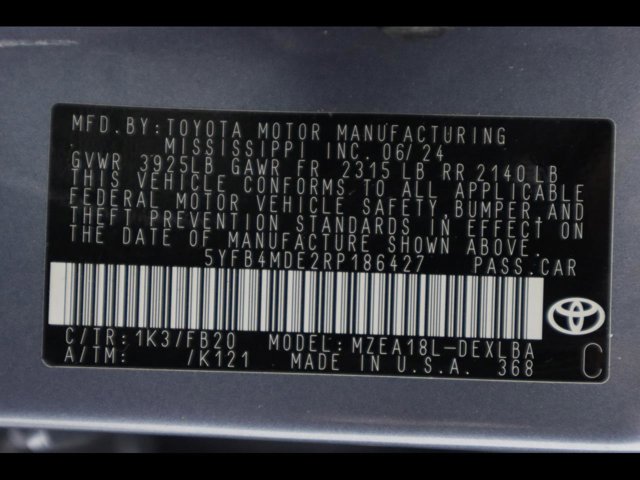 MFD. BY: TOYOTA MOTOR MANUFACTURING
MISSISSIPPI INC. 06/24
GVWR 3925LB GAWR FR 2315 LB RR 2140 LB
THIS VEHICLE CONFORMS TO ALL APPLICABLE
FEDERAL MOTOR VEHICLE SAFETY, BUMPER, AND
THEFT PREVENTION STANDARDS IN EFFECT ON
THE DATE OF MANUFACTURE SHOWN ABOVE.
5YFB4MDE2RP186427 PASS. CAR
C/TR: 1K3/FB20 MODEL: MZEA18L-DEXLBA
A/TM: /K121 MADE IN U.S.A. 368 C